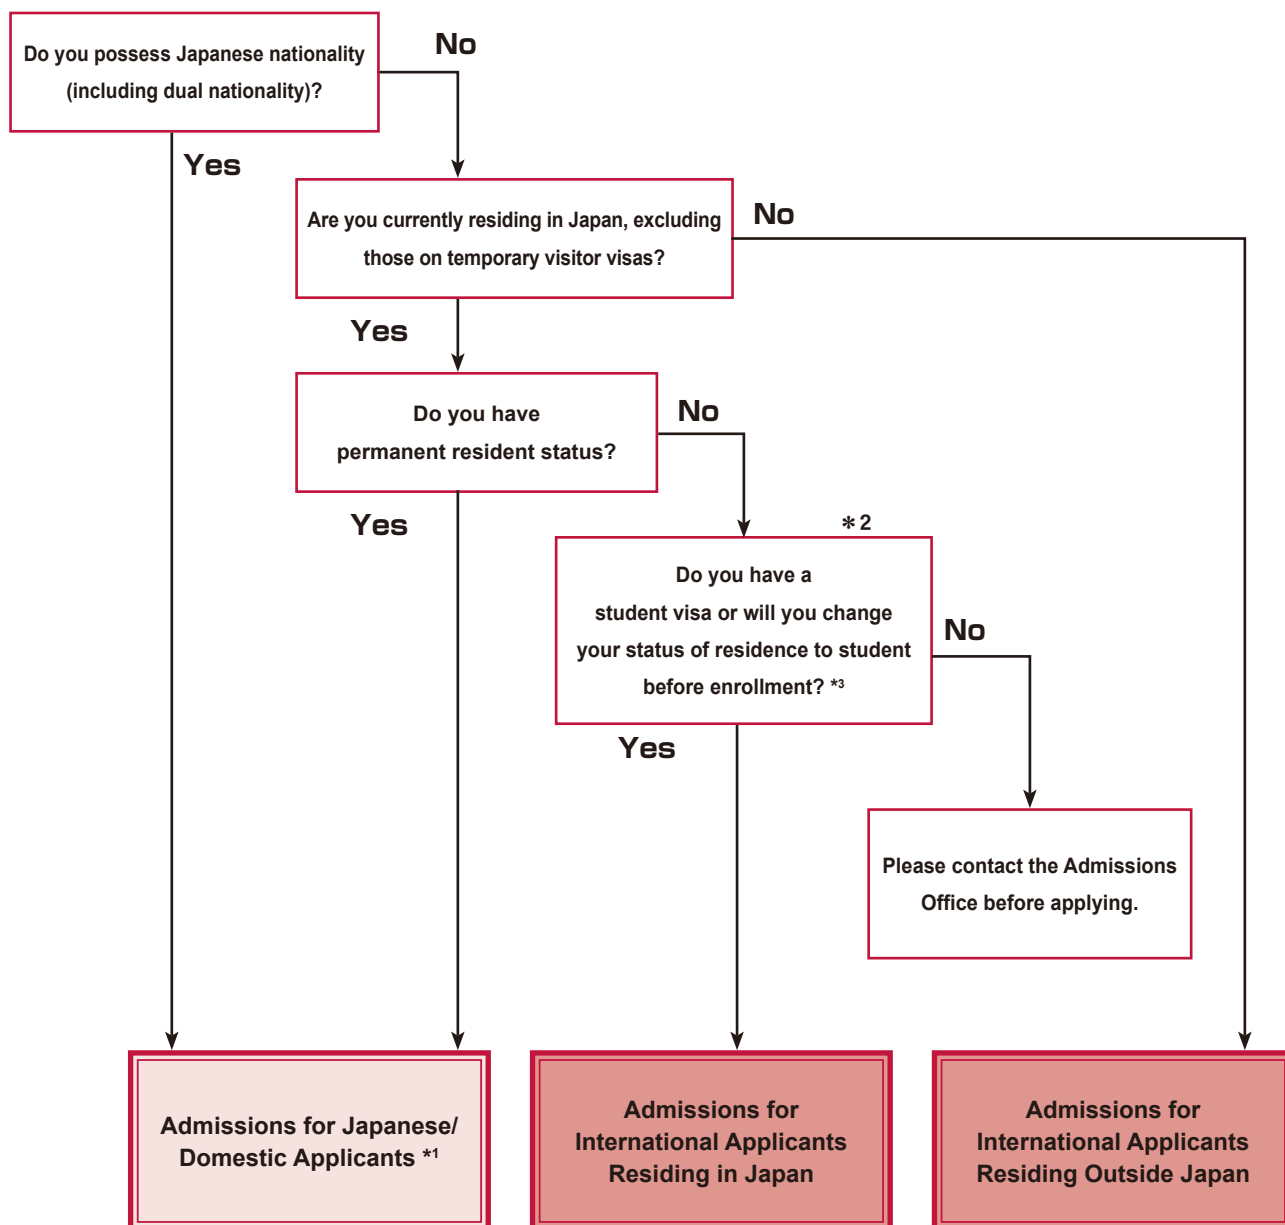 Do you possess Japanese nationality
(including dual nationality)?
No
Yes
Are you currently residing in Japan, excluding
those on temporary visitor visas?
No
Yes
Do you have
permanent resident status?
No
Yes
*2
Do you have a
student visa or will you change
your status of residence to student
before enrollment? *3
No
Yes
Please contact the Admissions
Office before applying.
Admissions for Japanese/
Domestic Applicants *1
Admissions for
International Applicants
Residing in Japan
Admissions for
International Applicants
Residing Outside Japan